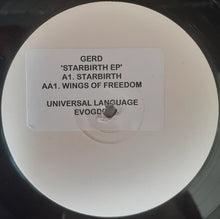 GERD
'STARBIRTH EP'
A1. STARBIRTH
AA1. WINGS OF FREEDOM
UNIVERSAL LANGUAGE